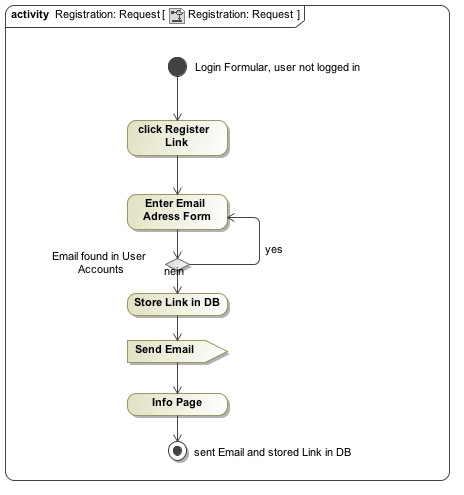 activity Registration: Request [ Registration: Request ]
Login Formular, user not logged in
click Register
Link
Enter Email
Adress Form
yes
Email found in User
Accounts
nein
Store Link in DB
Send Email
Info Page
sent Email and stored Link in DB